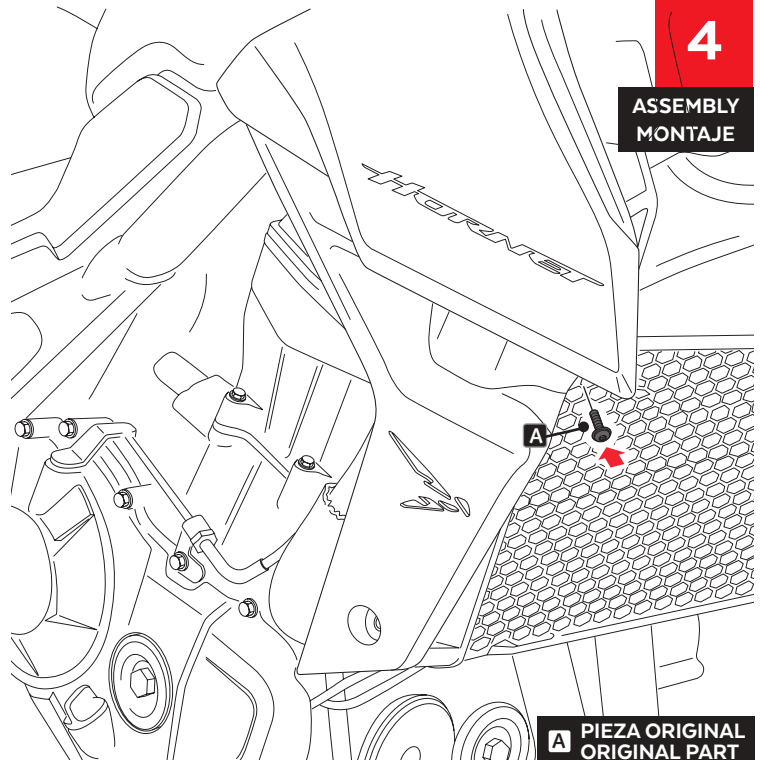 4
ASSEMBLY
MONTAJE
HORNET
A
A PIEZA ORIGINAL
ORIGINAL PART